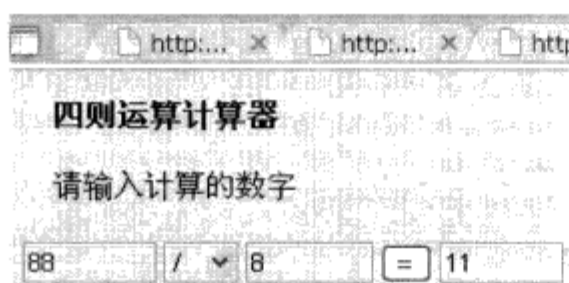 http:... × http:... × http
四则运算计算器
请输入计算的数字
88 / 8 = 11